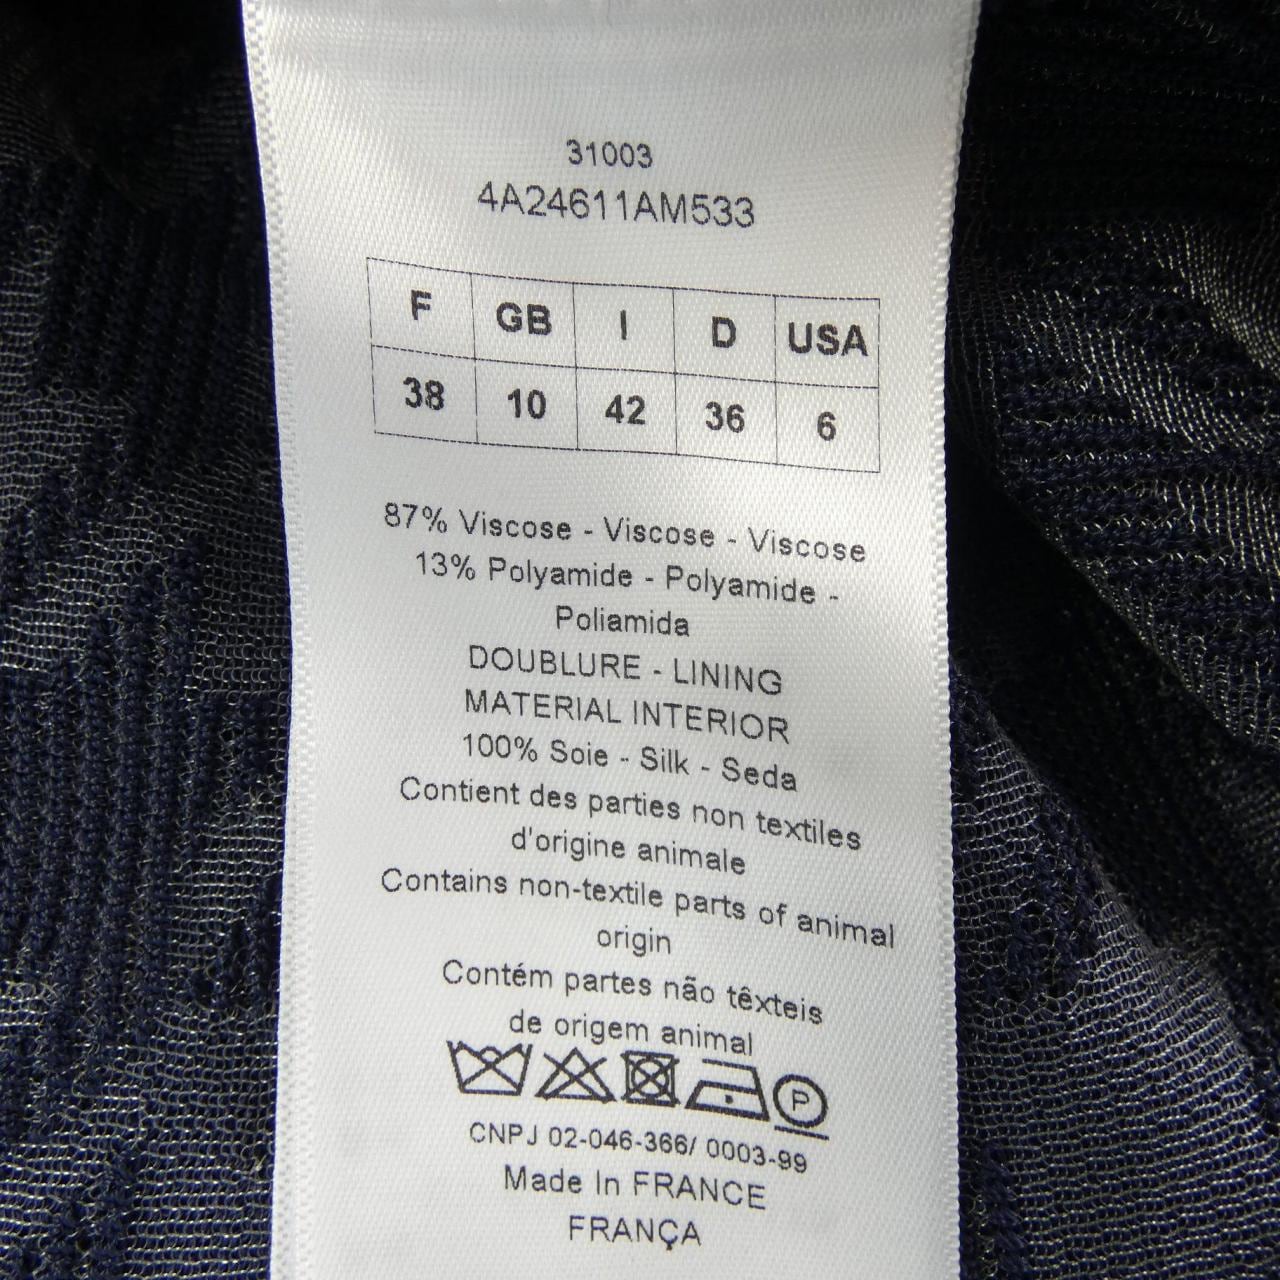 31003
4A24611AM533
F GB I D USA
38 10 42 36 6
87% Viscose - Viscose - Viscose
13% Polyamide - Polyamide -
Poliamida
DOUBLURE - LINING
MATERIAL INTERIOR
100% Soie - Silk - Seda
Contient des parties non textiles
d'origine animale
Contains non-textile parts of animal
origin
Contém partes não têxteis
de origem animal
P
CNPJ 02-046-366/ 0003-99
Made In FRANCE
FRANÇA